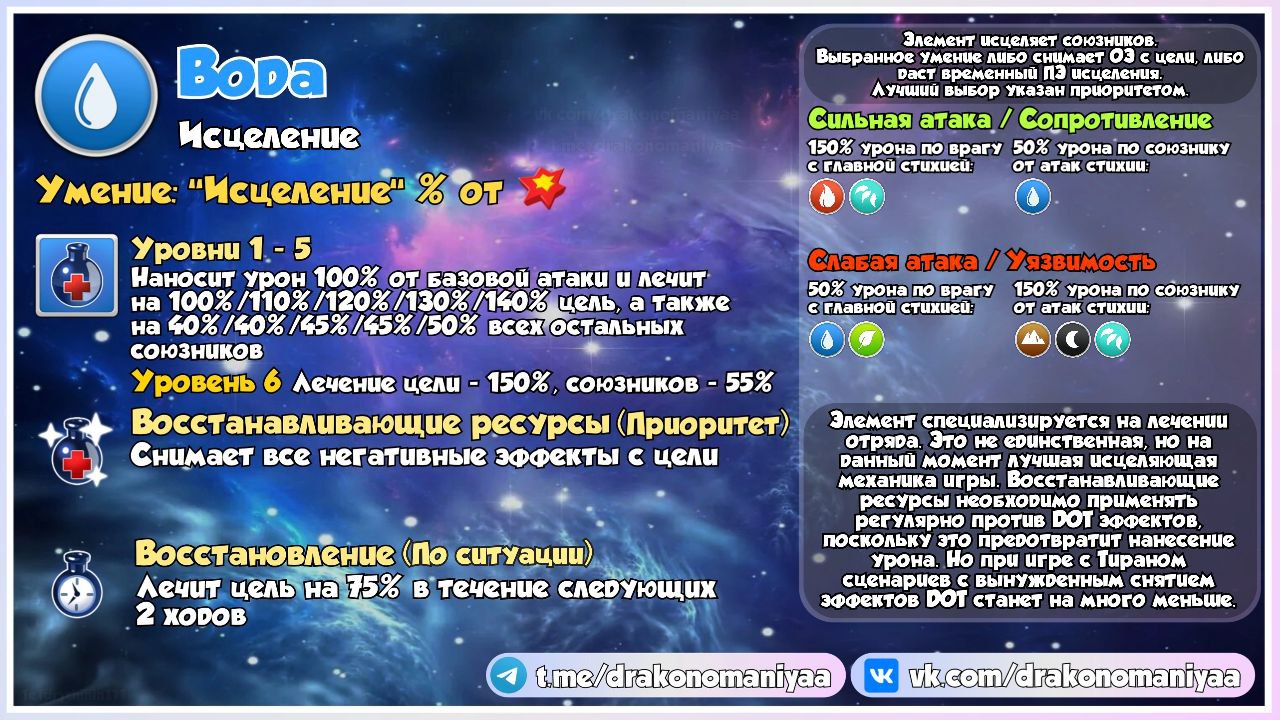 Вода
Исцеление
Умение: "Исцеление" % от
Уровни 1 - 5
Наносит урон 100% от базовой атаки и лечит
на 100%/110%/120%/130%/140% цель, а также
на 40%/40%/45%/45%/50% всех остальных
союзников
Уровень 6 Лечение цели - 150%, союзников - 55%
Восстанавливающие ресурсы (Приоритет)
Снимает все негативные эффекты с цели
Восстановление (По ситуации)
Лечит цель на 75% в течение следующих
2 ходов
Элемент исцеляет союзников.
Выбранное умение либо снимает ОЭ с цели, либо
даст временный ПЭ исцеления.
Лучший выбор указан приоритетом.
Сильная атака / Сопротивление
150% урона по врагу
с главной стихией:
50% урона по союзнику
от атак стихии:
Слабая атака / Уязвимость
50% урона по врагу
с главной стихией:
150% урона по союзнику
от атак стихии:
Элемент специализируется на лечении
отряда. Это не единственная, но на
данный момент лучшая исцеляющая
механика игры. Восстанавливающие
ресурсы необходимо применять
регулярно против DOT эффектов,
поскольку это предотвратит нанесение
урона. Но при игре с Тираном
сценариев с вынужденным снятием
эффектов DOT станет на много меньше.
vk.com/drakonomaniyaa
t.me/drakonomaniyaa
t.me/drakonomaniyaa
vk.com/drakonomaniyaa